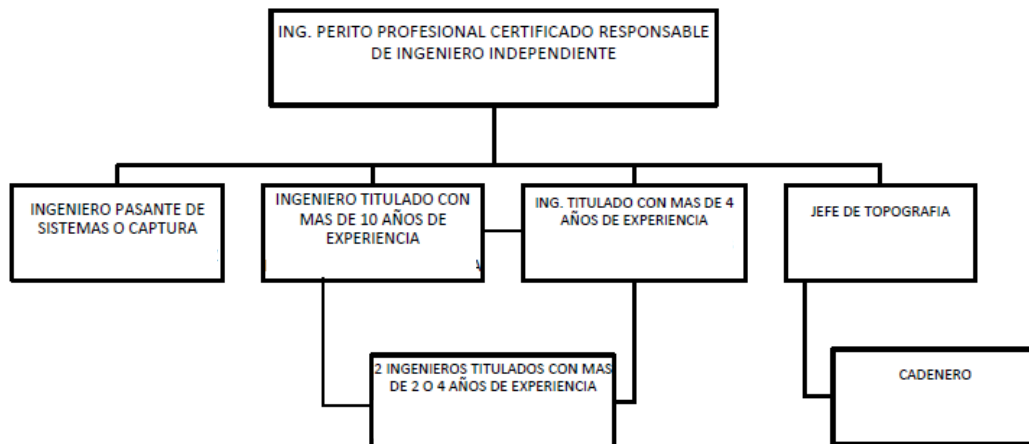 ING. PERITO PROFESIONAL CERTIFICADO RESPONSABLE
DE INGENIERO INDEPENDIENTE
INGENIERO PASANTE DE
SISTEMAS O CAPTURA
INGENIERO TITULADO CON
MAS DE 10 AÑOS DE
EXPERIENCIA
ING. TITULADO CON MAS DE 4
AÑOS DE EXPERIENCIA
JEFE DE TOPOGRAFIA
2 INGENIEROS TITULADOS CON MAS
DE 2 O 4 AÑOS DE EXPERIENCIA
CADENERO